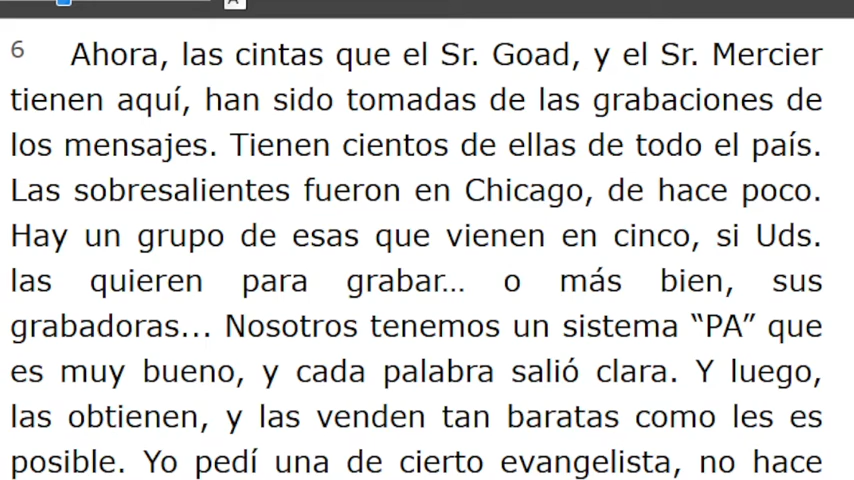 6 Ahora, las cintas que el Sr. Goad, y el Sr. Mercier
tienen aquí, han sido tomadas de las grabaciones de
los mensajes. Tienen cientos de ellas de todo el país.
Las sobresalientes fueron en Chicago, de hace poco.
Hay un grupo de esas que vienen en cinco, si Uds.
las quieren para grabar... o más bien, sus
grabadoras... Nosotros tenemos un sistema “PA” que
es muy bueno, y cada palabra salió clara. Y luego,
las obtienen, y las venden tan baratas como les es
posible. Yo pedí una de cierto evangelista, no hace